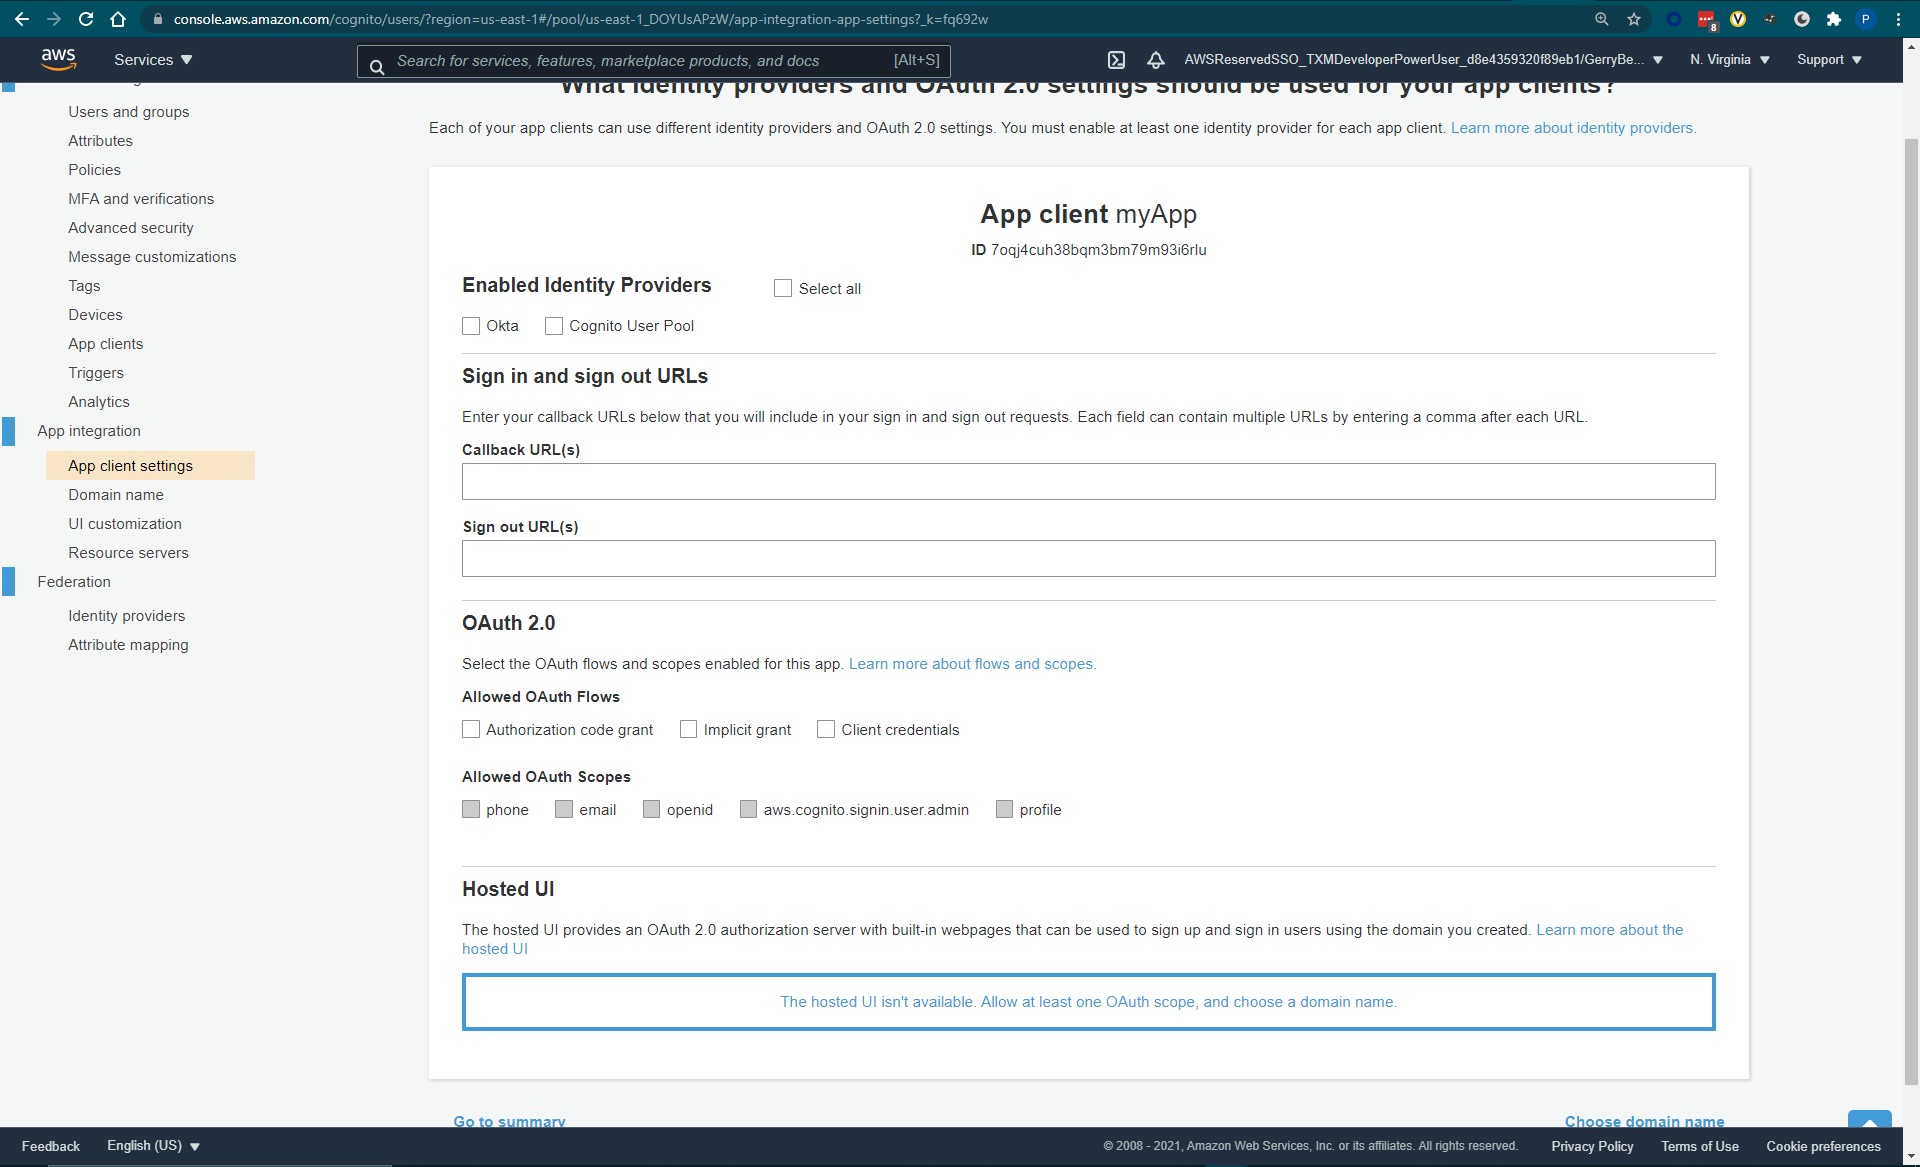 console.aws.amazon.com/cognito/users/?region=us-east-1#/pool/us-east-1_DOYUsAPzW/app-integration-app-settings?_k=fq692w
8
V
P
aws
Services
Search for services, features, marketplace products, and docs
[Alt+S]
AWSReservedSSO_TXMDeveloperPowerUser_d8e4359320f89eb1/GerryBe...
N. Virginia
Support
Users and groups
Attributes
Policies
MFA and verifications
Advanced security
Message customizations
Tags
Devices
App clients
Triggers
Analytics
App integration
App client settings
Domain name
UI customization
Resource servers
Federation
Identity providers
Attribute mapping
What identity providers and OAuth 2.0 settings should be used for your app clients?
Each of your app clients can use different identity providers and OAuth 2.0 settings. You must enable at least one identity provider for each app client. Learn more about identity providers.
App client myApp
ID 7oqj4cuh38bqm3bm79m93i6rlu
Enabled Identity Providers
Select all
Okta
Cognito User Pool
Sign in and sign out URLs
Enter your callback URLs below that you will include in your sign in and sign out requests. Each field can contain multiple URLs by entering a comma after each URL.
Callback URL(s)
Sign out URL(s)
OAuth 2.0
Select the OAuth flows and scopes enabled for this app. Learn more about flows and scopes.
Allowed OAuth Flows
Authorization code grant
Implicit grant
Client credentials
Allowed OAuth Scopes
phone
email
openid
aws.cognito.signin.user.admin
profile
Hosted UI
The hosted UI provides an OAuth 2.0 authorization server with built-in webpages that can be used to sign up and sign in users using the domain you created. Learn more about the
hosted UI
The hosted UI isn't available. Allow at least one OAuth scope, and choose a domain name.
Go to summary
Choose domain name
Feedback
English (US)
© 2008 - 2021, Amazon Web Services, Inc. or its affiliates. All rights reserved.
Privacy Policy
Terms of Use
Cookie preferences